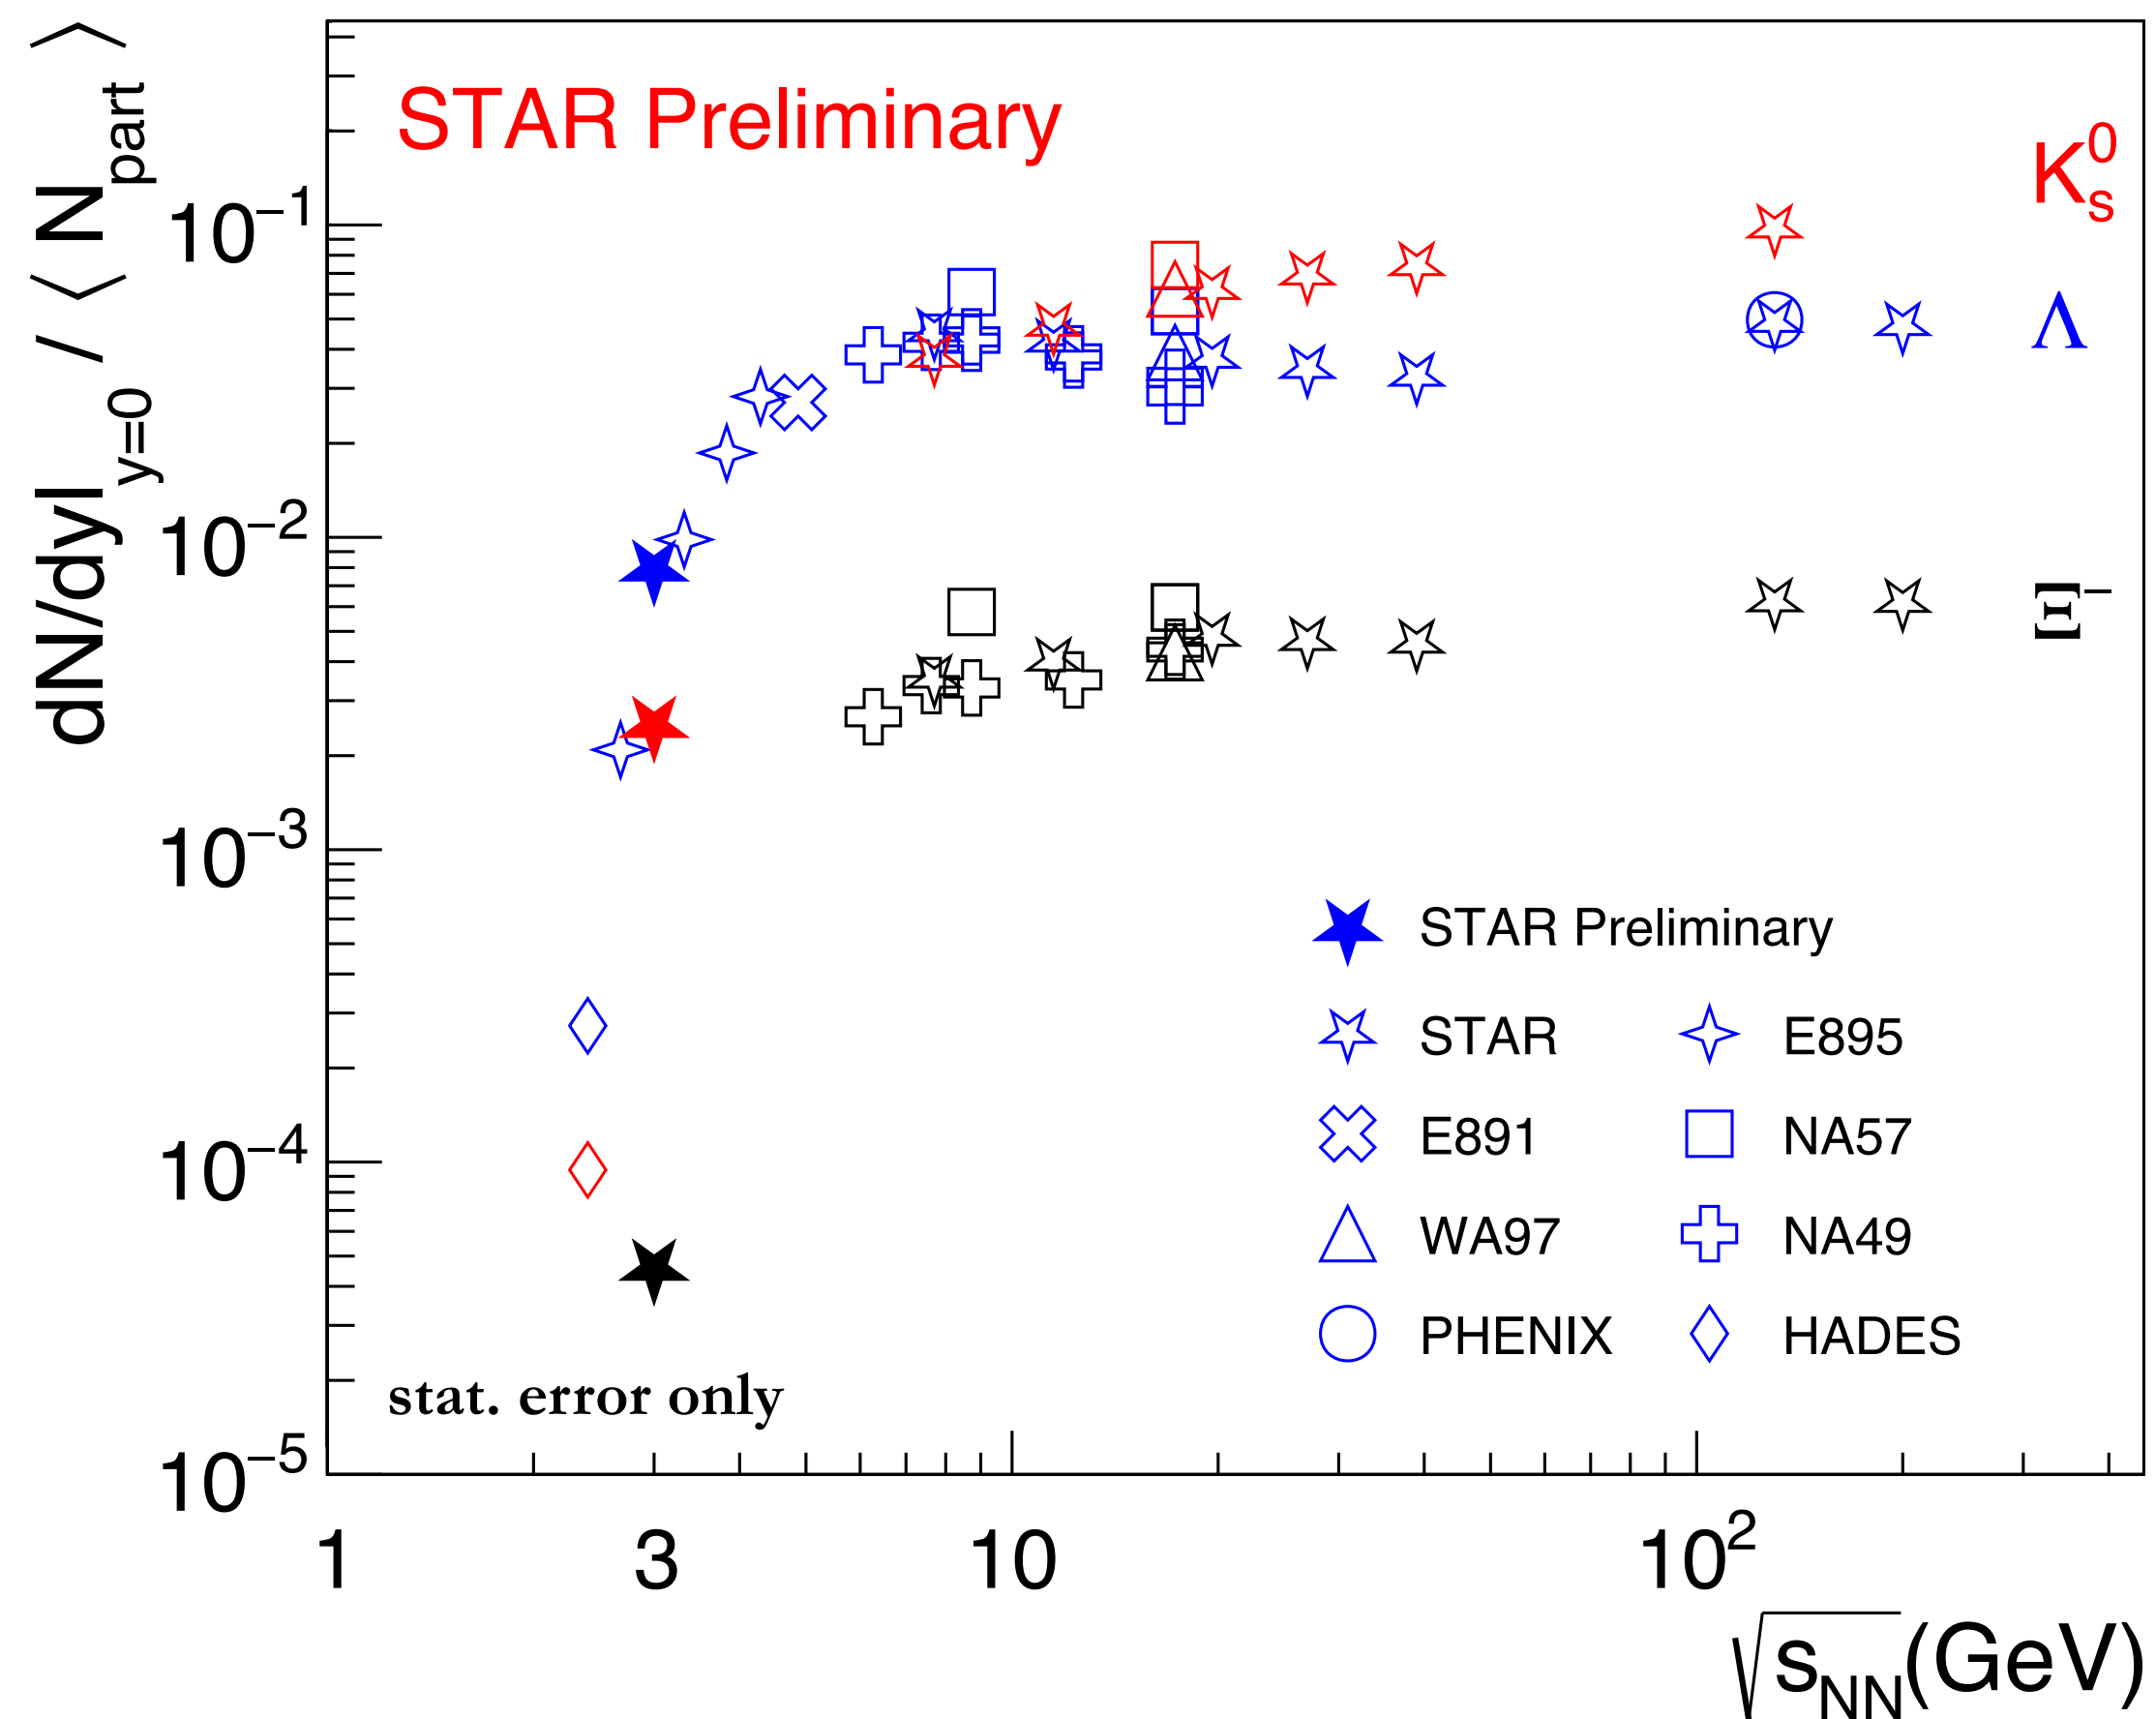 dN/dy|y=0 / ⟨ Npart ⟩
STAR Preliminary
K⁰s
Λ
Ξ⁻
10⁻¹
10⁻²
10⁻³
10⁻⁴
10⁻⁵
STAR Preliminary
STAR E895
E891 NA57
WA97 NA49
PHENIX HADES
stat. error only
1 3 10 10²
√sNN(GeV)